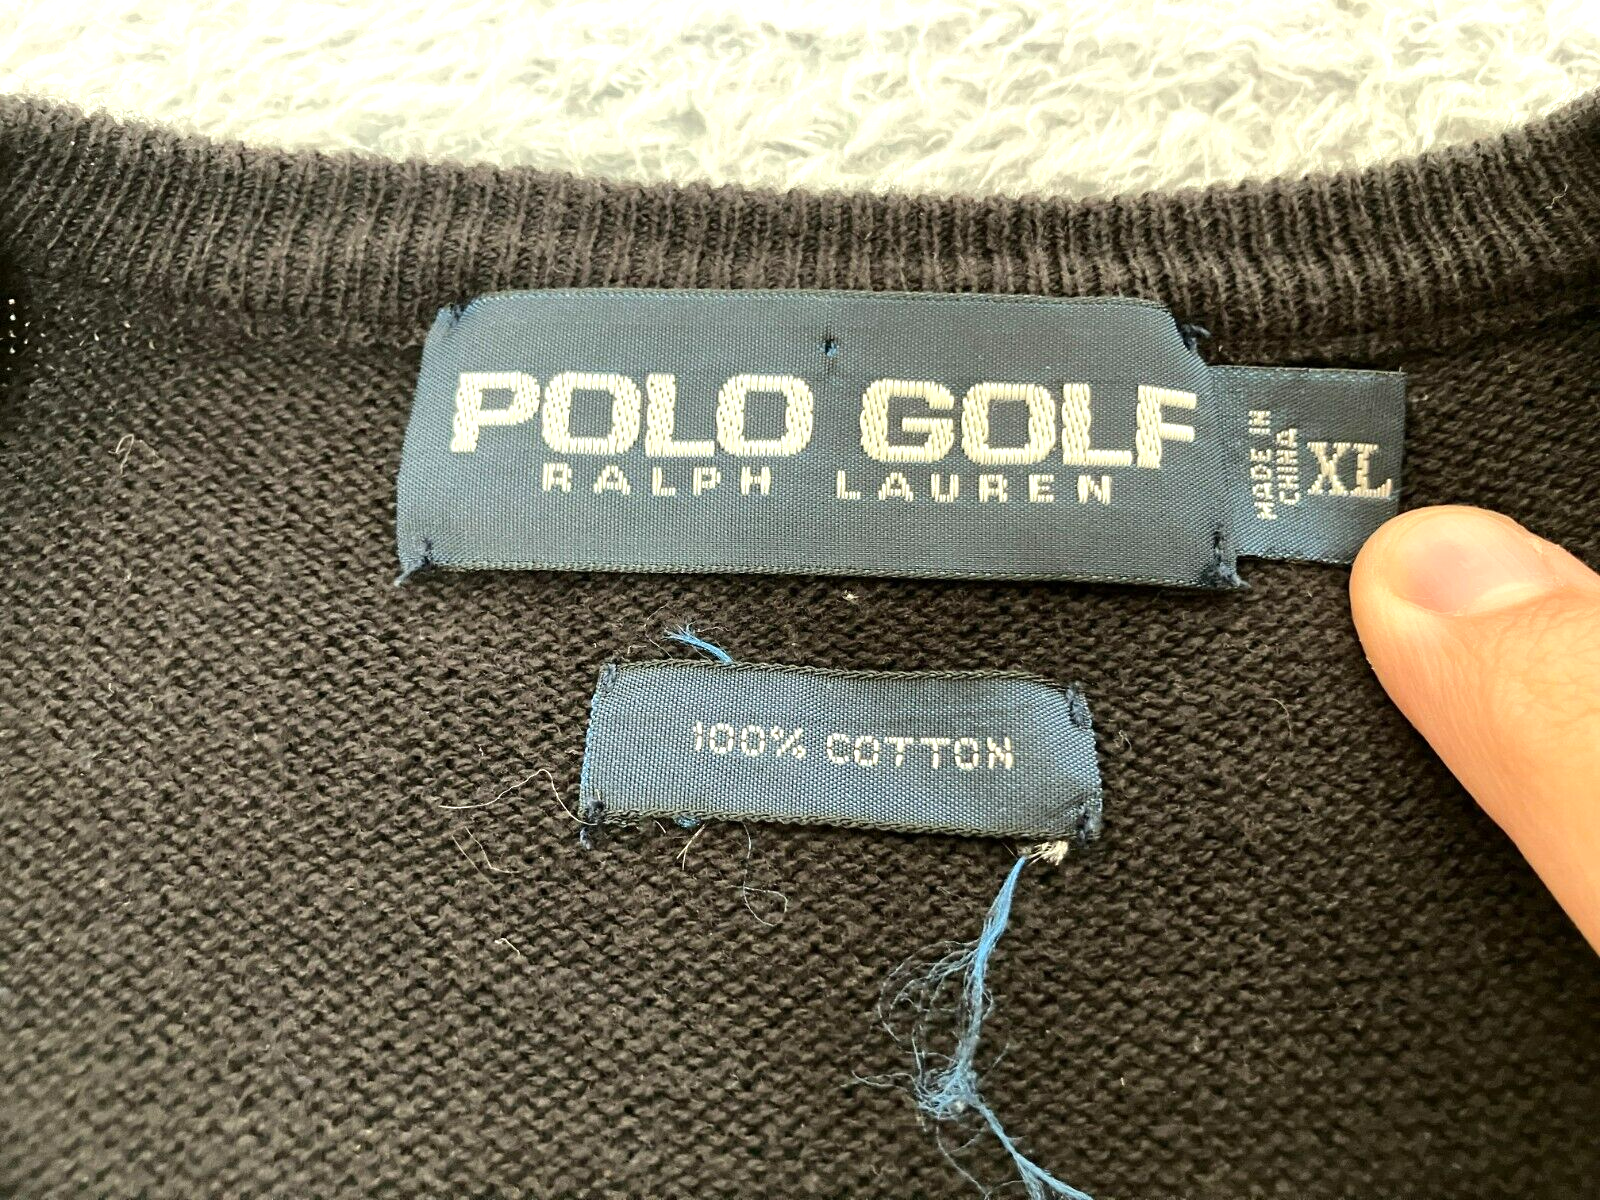 POLO GOLF
RALPH LAUREN
MADE IN
CHINA
XL
100% COTTON